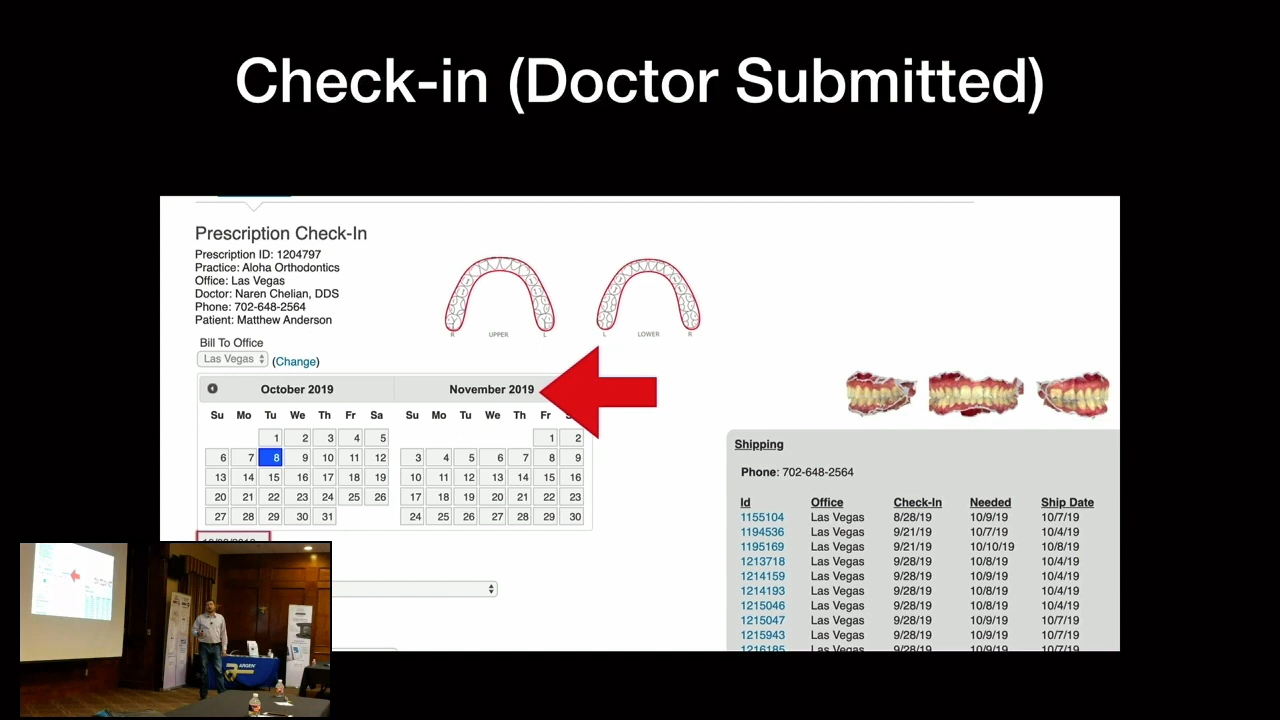 Check-in (Doctor Submitted)
Prescription Check-In
Prescription ID: 1204797
Practice: Aloha Orthodontics
Office: Las Vegas
Doctor: Naren Chelian, DDS
Phone: 702-648-2564
Patient: Matthew Anderson
Bill To Office
Las Vegas (Change)
R UPPER L
L LOWER R
October 2019 November 2019
Su Mo Tu We Th Fr Sa Su Mo Tu We Th Fr
1 2 3 4 5 1 2
6 7 8 9 10 11 12 3 4 5 6 7 8 9
13 14 15 16 17 18 19 10 11 12 13 14 15 16
20 21 22 23 24 25 26 17 18 19 20 21 22 23
27 28 29 30 31 24 25 26 27 28 29 30
Shipping
Phone: 702-648-2564
Id Office Check-In Needed Ship Date
1155104 Las Vegas 8/28/19 10/9/19 10/7/19
1194536 Las Vegas 9/21/19 10/7/19 10/4/19
1195169 Las Vegas 9/21/19 10/10/19 10/8/19
1213718 Las Vegas 9/28/19 10/8/19 10/4/19
1214159 Las Vegas 9/28/19 10/9/19 10/4/19
1214193 Las Vegas 9/28/19 10/8/19 10/4/19
1215046 Las Vegas 9/28/19 10/8/19 10/4/19
1215047 Las Vegas 9/28/19 10/9/19 10/7/19
1215943 Las Vegas 9/28/19 10/9/19 10/7/19
1216185 Las Vegas 9/28/19 10/9/19 10/7/19
ARGEN